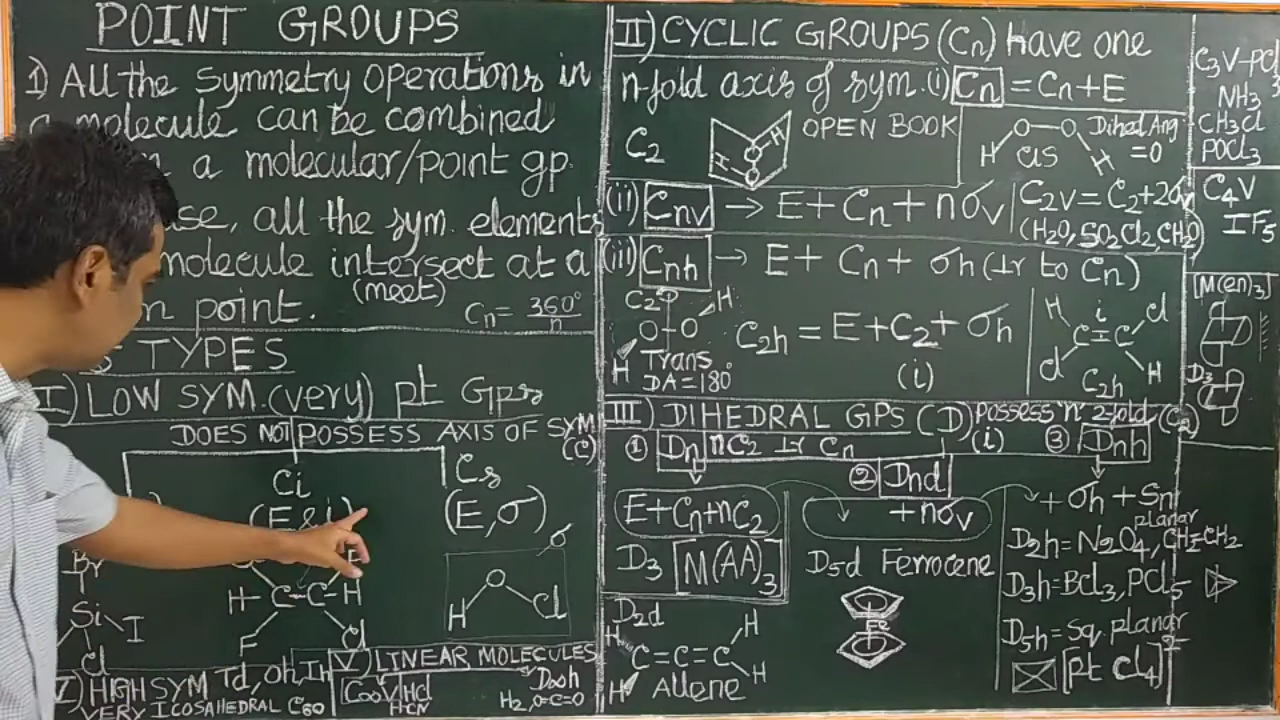 POINT GROUPS
1) All the symmetry operations in
molecule can be combined
a molecular/point gp.
, all the sym. elements
molecule intersect at a
(meet)
point.
Cn = 360°/n
TYPES
I) LOW SYM. (very) pt Gps
DOES NOT POSSESS AXIS OF SYM
(C)
Ci
(E & i)
Cs
(E, σ)
σ
Br
Si
I
Cl
H-C-C-H
F
Cl
O
H
Cl
HIGH SYM Td, Oh, Ih
VERY ICOSAHEDRAL C60
V) LINEAR MOLECULES
C∞V HCl
HCN
D∞h
H2, O=C=O
II) CYCLIC GROUPS (Cn) Have one
n-fold axis of sym. (i) Cn = Cn + E
C2
H
O
O
H
OPEN BOOK
O-O
H
H
cis
Dihed Ang
=0
(ii) Cnv → E + Cn + nσv
C2v = C2 + 2σv
(H2O, SO2Cl2, CH2O)
(iii) Cnh → E + Cn + σh (⊥r to Cn)
C2
H
O-O
H
Trans
DA = 180°
C2h = E + C2 + σh
(i)
H
Cl
i
C=C
Cl
H
C2h
III) DIHEDRAL GPS (D) possess 'n' 2-fold (C2)
① Dn nC2 ⊥r Cn
(i)
② Dnd
③ Dnh
E + Cn + nC2
+ nσv
+ σh + Sn
D3 M(AA)3
D5d Ferrocene
Fe
planar
D2h = N2O4, CH2=CH2
D3h = BCl3, PCl5
D5h = Sq. planar
[Pt Cl4]2-
D2d
H
H
C=C=C
H
H
Allene
C3V - PCl3
NH3
CH3Cl
POCl3
C4V
IF5
[M(en)3]
D3